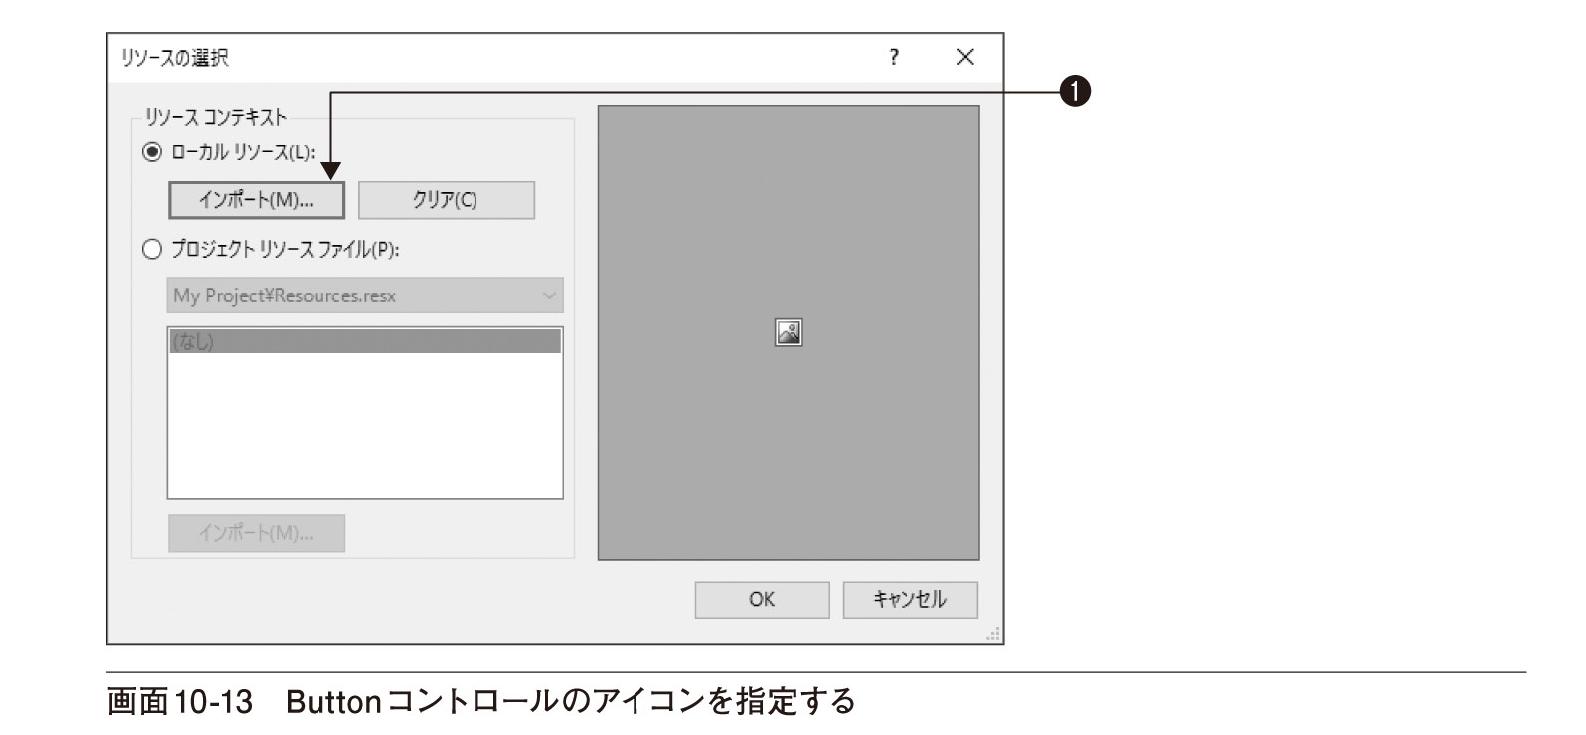 リソースの選択
? ×
❶
リソース コンテキスト
ローカル リソース(L):
インポート(M)... クリア(C)
プロジェクト リソース ファイル(P):
My Project¥Resources.resx
(なし)
インポート(M)...
OK キャンセル
画面10-13 Buttonコントロールのアイコンを指定する